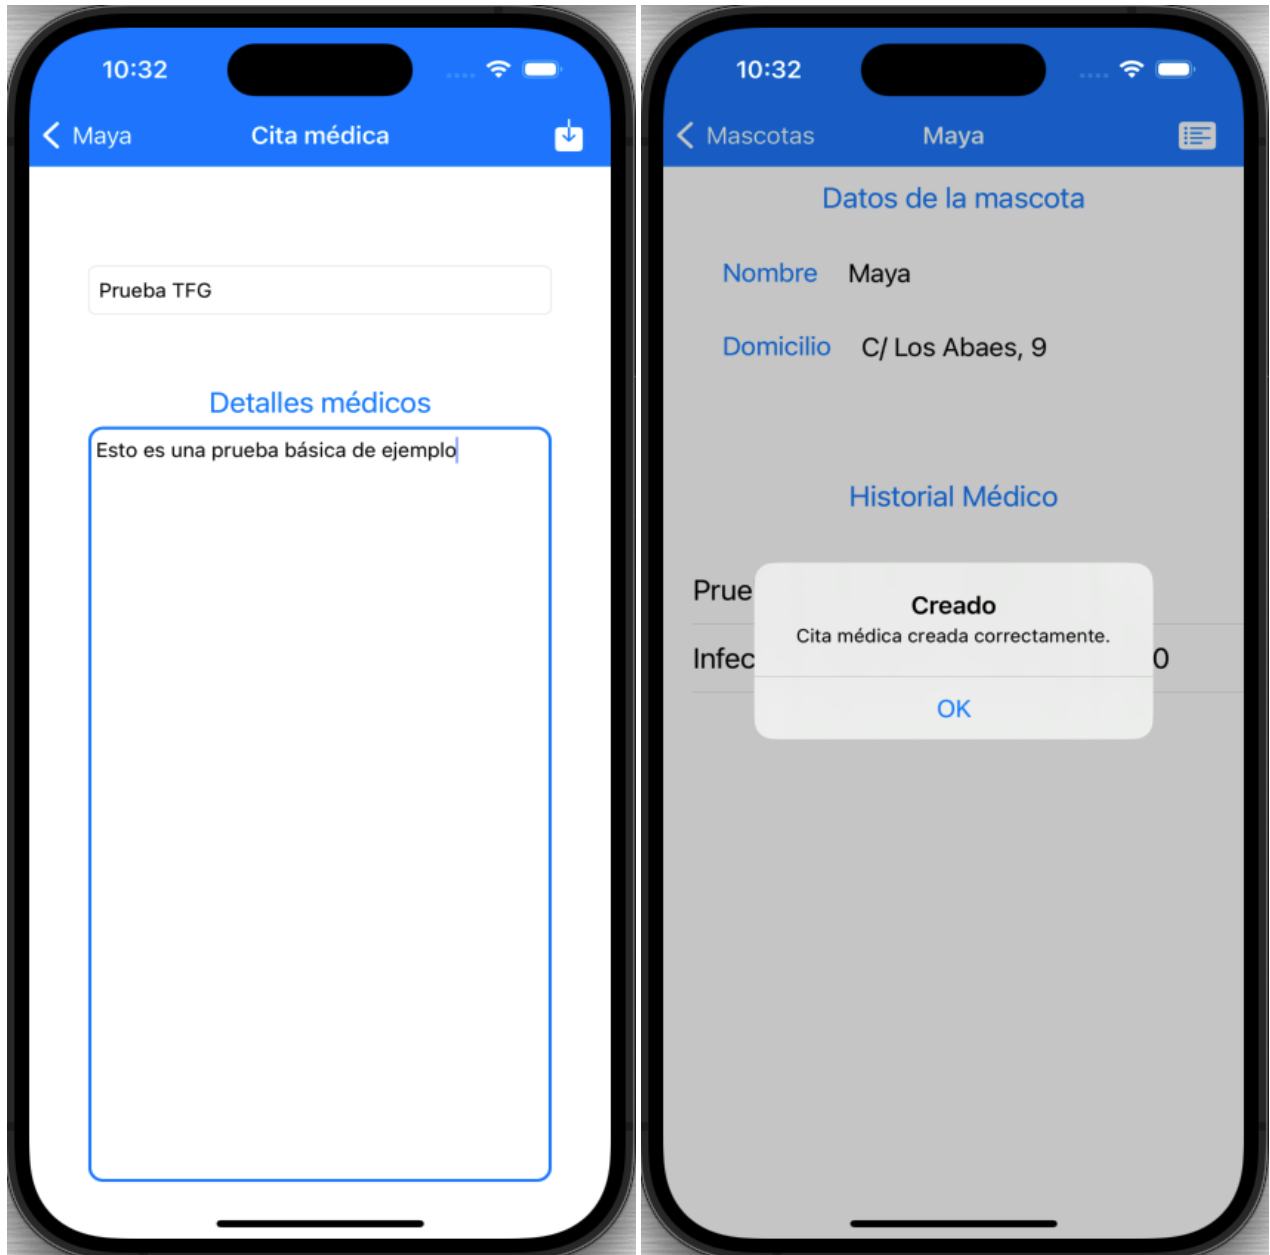 10:32
Maya Cita médica
Prueba TFG
Detalles médicos
Esto es una prueba básica de ejemplo
10:32
Mascotas Maya
Datos de la mascota
Nombre Maya
Domicilio C/ Los Abaes, 9
Historial Médico
Prue
Creado
Cita médica creada correctamente.
Infec 0
OK